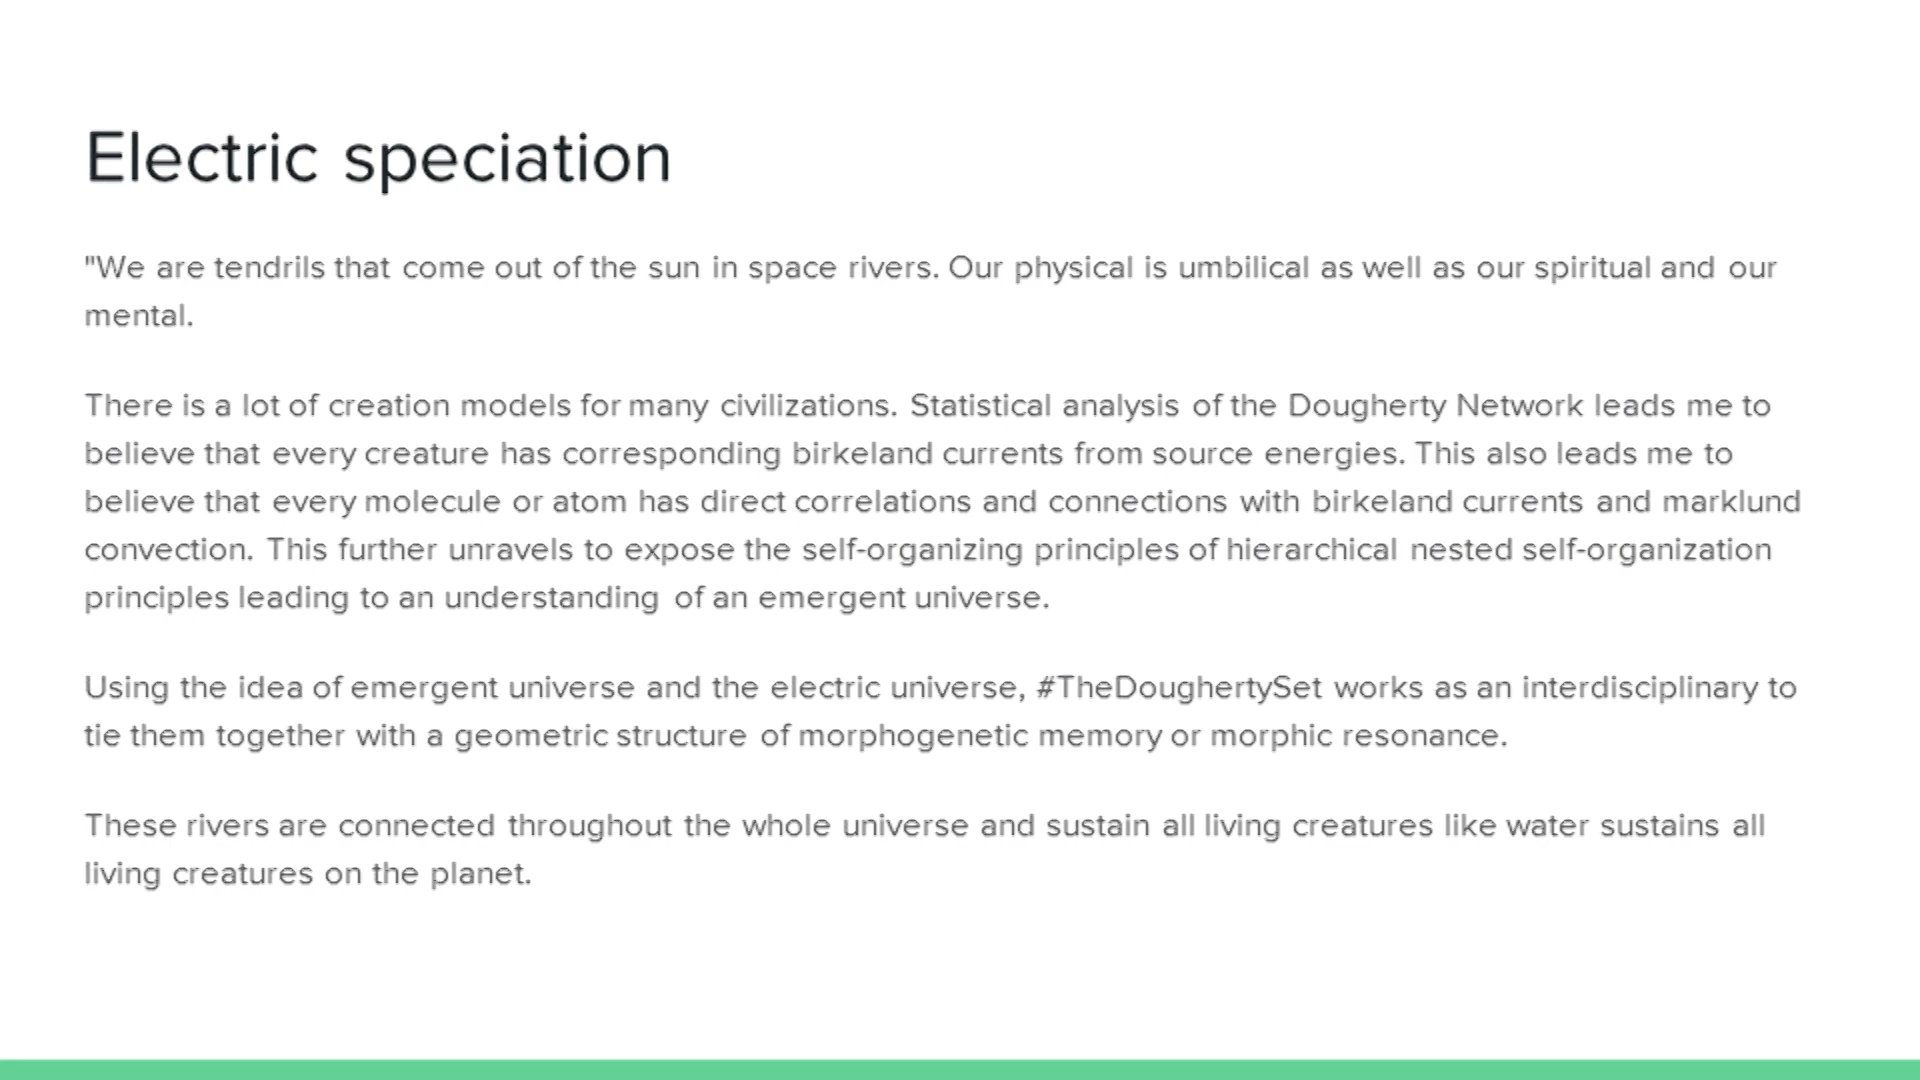 Electric speciation
"We are tendrils that come out of the sun in space rivers. Our physical is umbilical as well as our spiritual and our
mental.
There is a lot of creation models for many civilizations. Statistical analysis of the Dougherty Network leads me to
believe that every creature has corresponding birkeland currents from source energies. This also leads me to
believe that every molecule or atom has direct correlations and connections with birkeland currents and marklund
convection. This further unravels to expose the self-organizing principles of hierarchical nested self-organization
principles leading to an understanding of an emergent universe.
Using the idea of emergent universe and the electric universe, #TheDoughertySet works as an interdisciplinary to
tie them together with a geometric structure of morphogenetic memory or morphic resonance.
These rivers are connected throughout the whole universe and sustain all living creatures like water sustains all
living creatures on the planet.